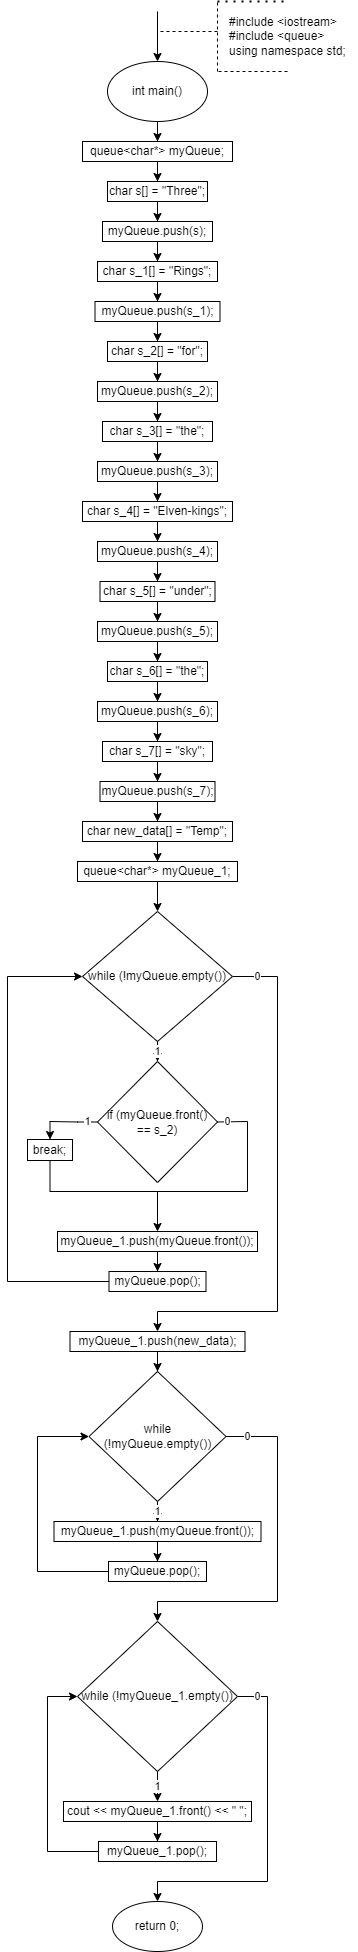 #include <iostream>
#include <queue>
using namespace std;
int main()
queue<char*> myQueue;
char s[] = "Three";
myQueue.push(s);
char s_1[] = "Rings";
myQueue.push(s_1);
char s_2[] = "for";
myQueue.push(s_2);
char s_3[] = "the";
myQueue.push(s_3);
char s_4[] = "Elven-kings";
myQueue.push(s_4);
char s_5[] = "under";
myQueue.push(s_5);
char s_6[] = "the";
myQueue.push(s_6);
char s_7[] = "sky";
myQueue.push(s_7);
char new_data[] = "Temp";
queue<char*> myQueue_1;
while (!myQueue.empty())
0
1
if (myQueue.front()
== s_2)
1
0
break;
myQueue_1.push(myQueue.front());
myQueue.pop();
myQueue_1.push(new_data);
while
(!myQueue.empty())
0
1
myQueue_1.push(myQueue.front());
myQueue.pop();
while (!myQueue_1.empty())
0
1
cout << myQueue_1.front() << " ";
myQueue_1.pop();
return 0;